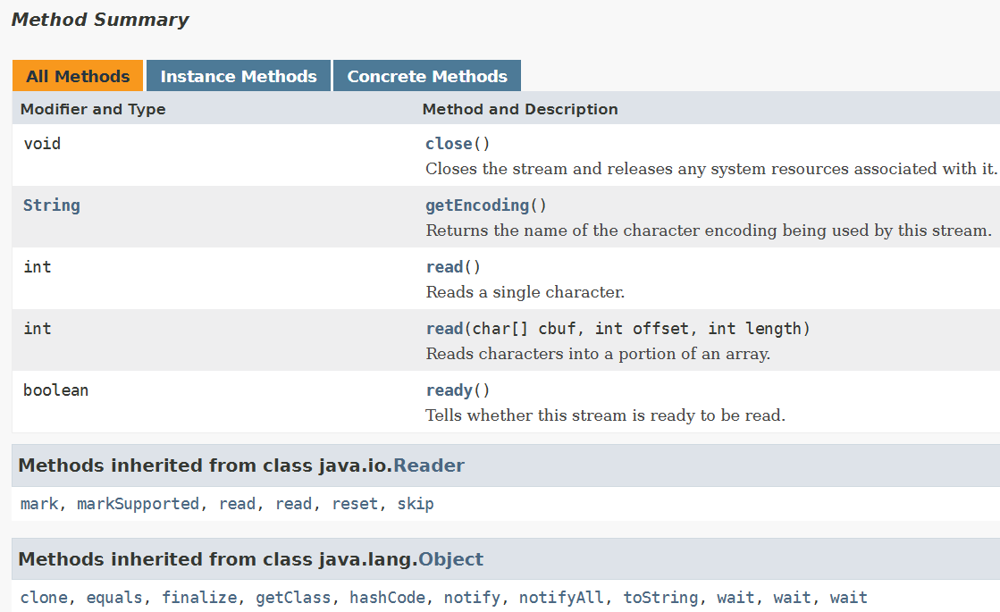 Method Summary
All Methods Instance Methods Concrete Methods
Modifier and Type Method and Description
void close()
Closes the stream and releases any system resources associated with it.
String getEncoding()
Returns the name of the character encoding being used by this stream.
int read()
Reads a single character.
int read(char[] cbuf, int offset, int length)
Reads characters into a portion of an array.
boolean ready()
Tells whether this stream is ready to be read.
Methods inherited from class java.io.Reader
mark, markSupported, read, read, reset, skip
Methods inherited from class java.lang.Object
clone, equals, finalize, getClass, hashCode, notify, notifyAll, toString, wait, wait, wait